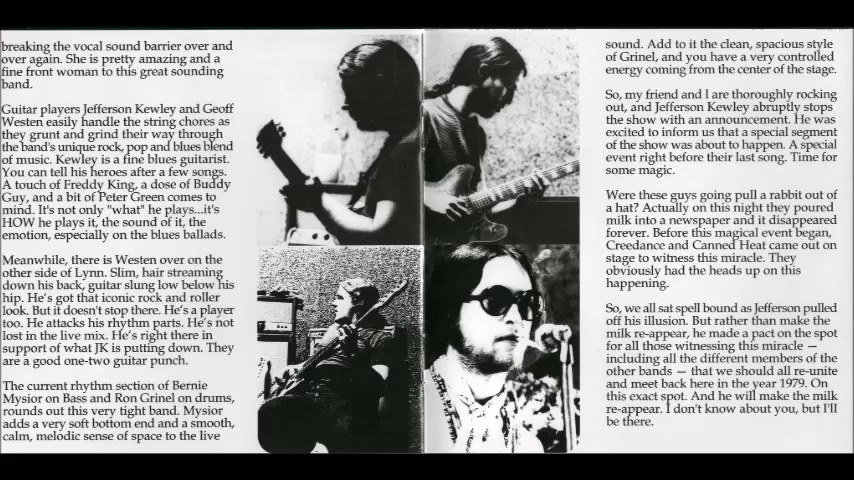 breaking the vocal sound barrier over and
over again. She is pretty amazing and a
fine front woman to this great sounding
band.
Guitar players Jefferson Kewley and Geoff
Westen easily handle the string chores as
they grunt and grind their way through
the band's unique rock, pop and blues blend
of music. Kewley is a fine blues guitarist.
You can tell his heroes after a few songs.
A touch of Freddy King, a dose of Buddy
Guy, and a bit of Peter Green comes to
mind. It's not only "what" he plays...it's
HOW he plays it, the sound of it, the
emotion, especially on the blues ballads.
Meanwhile, there is Westen over on the
other side of Lynn. Slim, hair streaming
down his back, guitar slung low below his
hip. He's got that iconic rock and roller
look. But it doesn't stop there. He's a player
too. He attacks his rhythm parts. He's not
lost in the live mix. He's right there in
support of what JK is putting down. They
are a good one-two guitar punch.
The current rhythm section of Bernie
Mysior on Bass and Ron Grinel on drums,
rounds out this very tight band. Mysior
adds a very soft bottom end and a smooth,
calm, melodic sense of space to the live
sound. Add to it the clean, spacious style
of Grinel, and you have a very controlled
energy coming from the center of the stage.
So, my friend and I are thoroughly rocking
out, and Jefferson Kewley abruptly stops
the show with an announcement. He was
excited to inform us that a special segment
of the show was about to happen. A special
event right before their last song. Time for
some magic.
Were these guys going pull a rabbit out of
a hat? Actually on this night they poured
milk into a newspaper and it disappeared
forever. Before this magical event began,
Creedance and Canned Heat came out on
stage to witness this miracle. They
obviously had the heads up on this
happening.
So, we all sat spell bound as Jefferson pulled
off his illusion. But rather than make the
milk re-appear, he made a pact on the spot
for all those witnessing this miracle —
including all the different members of the
other bands — that we should all re-unite
and meet back here in the year 1979. On
this exact spot. And he will make the milk
re-appear. I don't know about you, but I'll
be there.